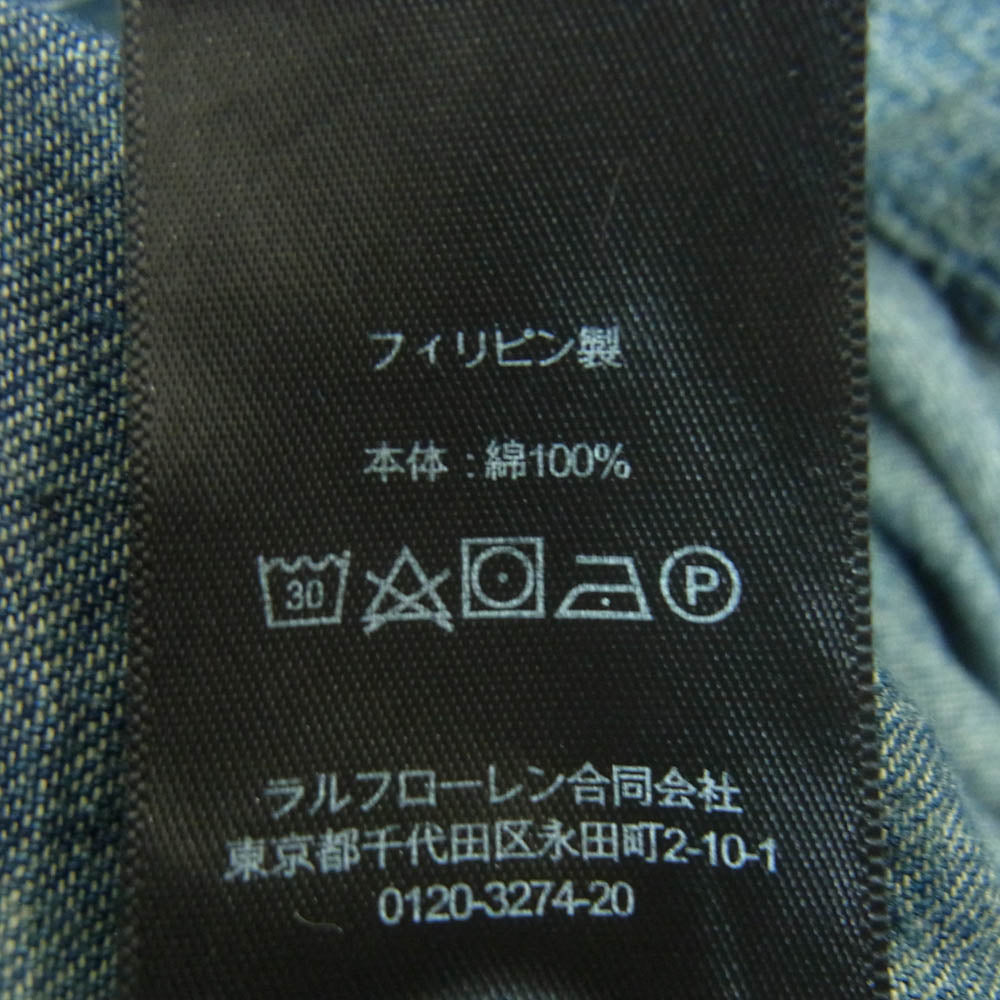 フィリピン製
本体 : 綿100%
30
P
ラルフローレン合同会社
東京都千代田区永田町2-10-1
0120-3274-20